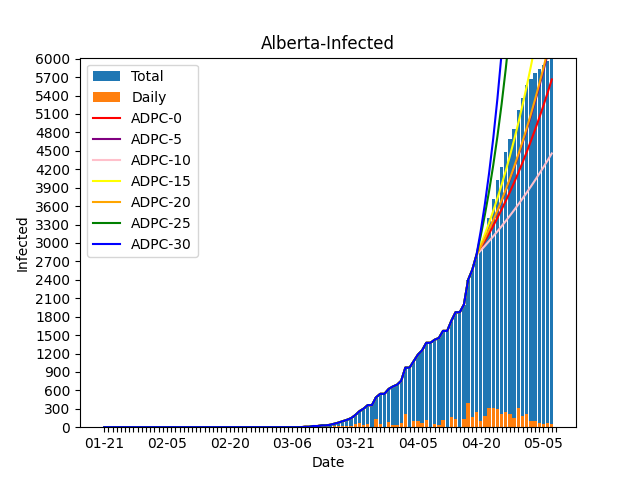 Alberta-Infected
6000
5700
5400
5100
4800
4500
4200
3900
3600
3300
3000
2700
2400
2100
1800
1500
1200
900
600
300
0
Infected
Total
Daily
ADPC-0
ADPC-5
ADPC-10
ADPC-15
ADPC-20
ADPC-25
ADPC-30
01-21 02-05 02-20 03-06 03-21 04-05 04-20 05-05
Date